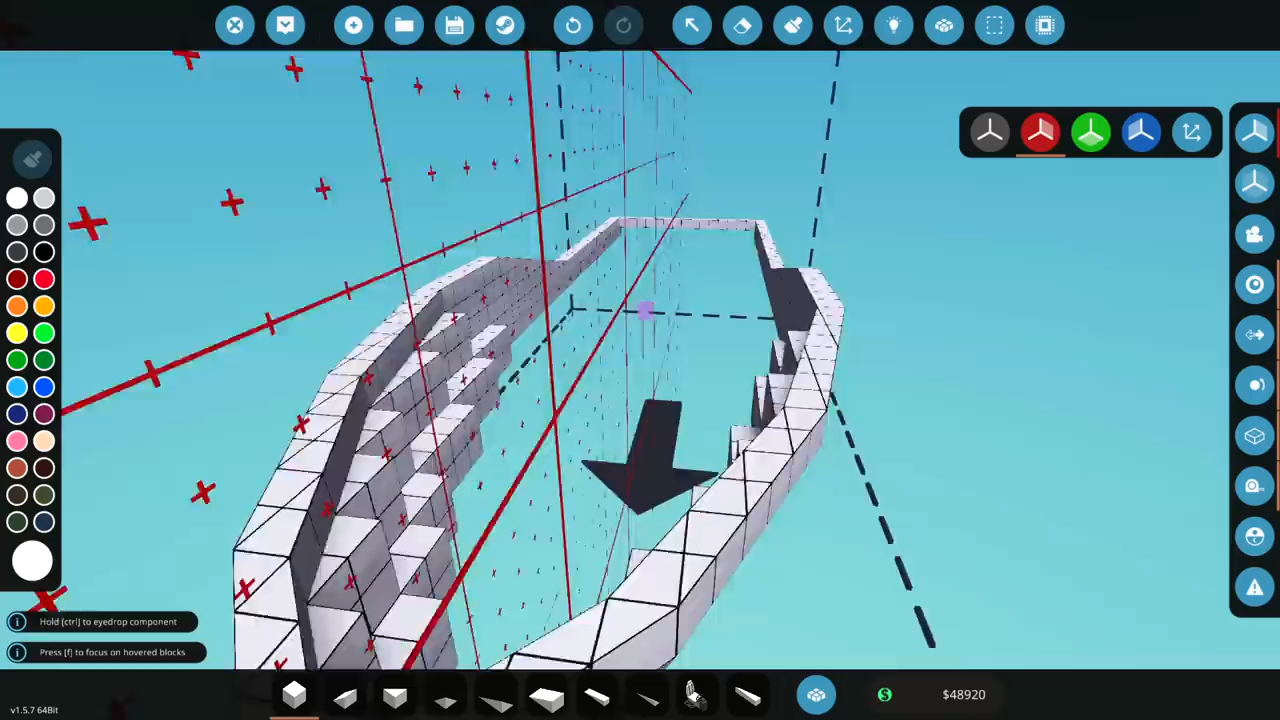 Hold [ctrl] to eyedrop component
Press [f] to focus on hovered blocks
v1.5.7 64Bit
$48920